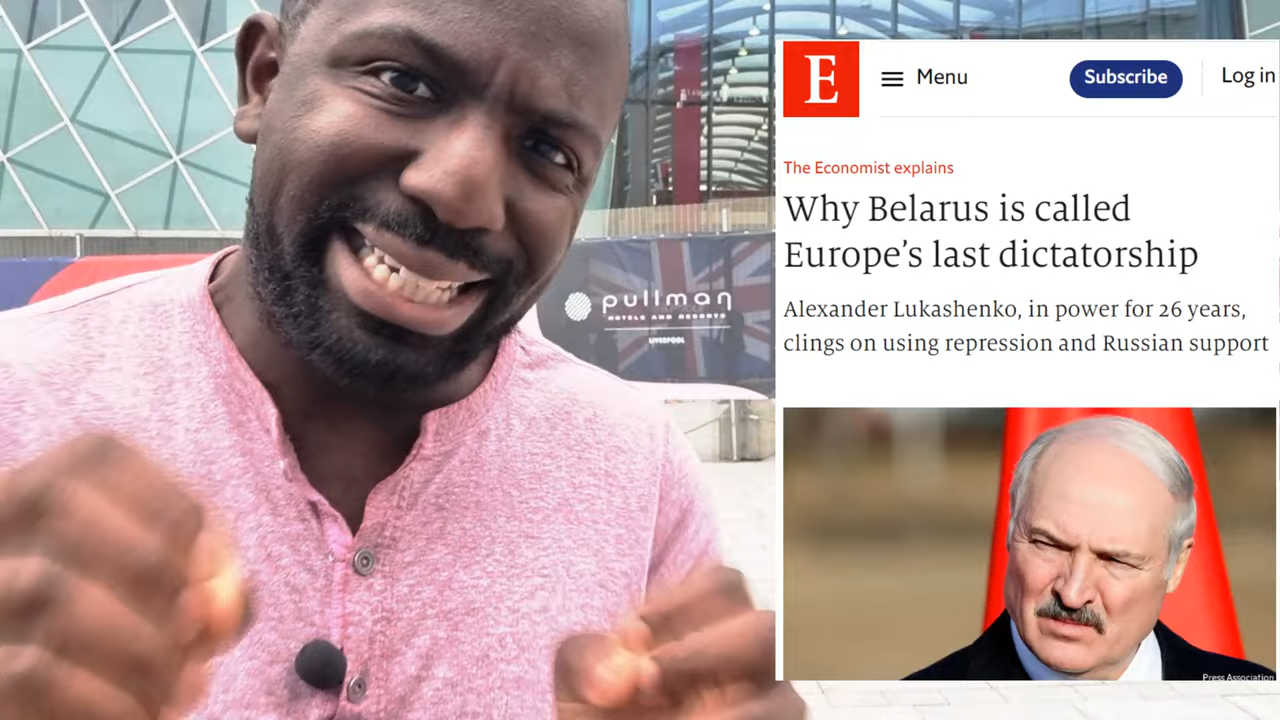 pullman
HOTELS AND RESORTS
LIVERPOOL
E
Menu
Subscribe
Log in
The Economist explains
Why Belarus is called
Europe’s last dictatorship
Alexander Lukashenko, in power for 26 years,
clings on using repression and Russian support
Press Association